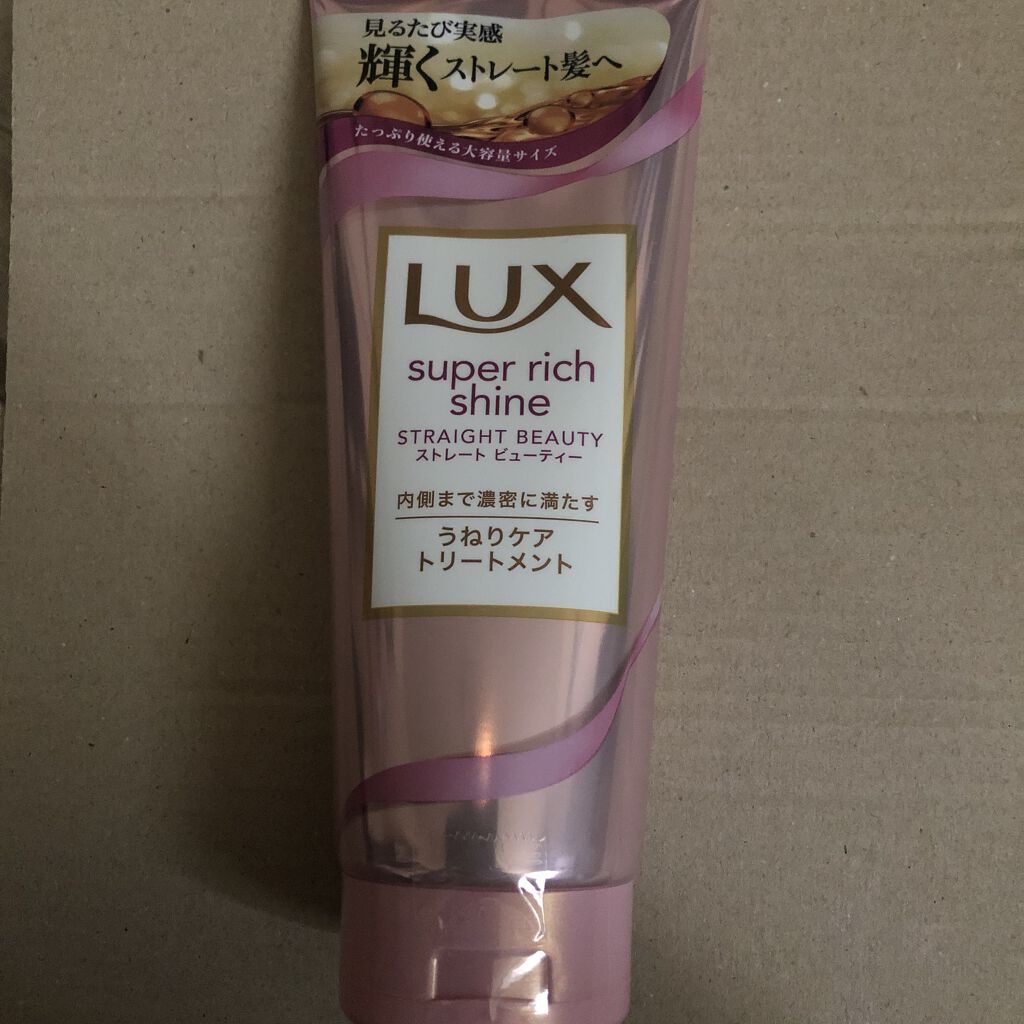 見るたび実感
輝くストレート髪へ
たっぷり使える大容量サイズ
LUX
super rich
shine
STRAIGHT BEAUTY
ストレート ビューティー
内側まで濃密に満たす
うねりケア
トリートメント